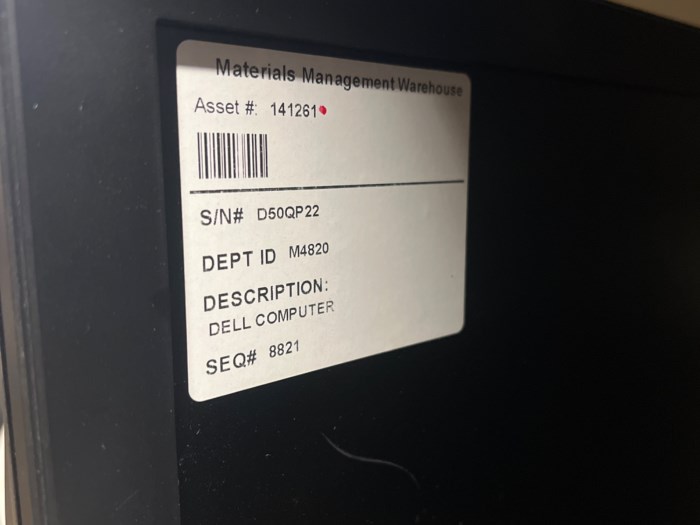 Materials Management Warehouse
Asset #: 141261
S/N# D50QP22
DEPT ID M4820
DESCRIPTION:
DELL COMPUTER
SEQ# 8821